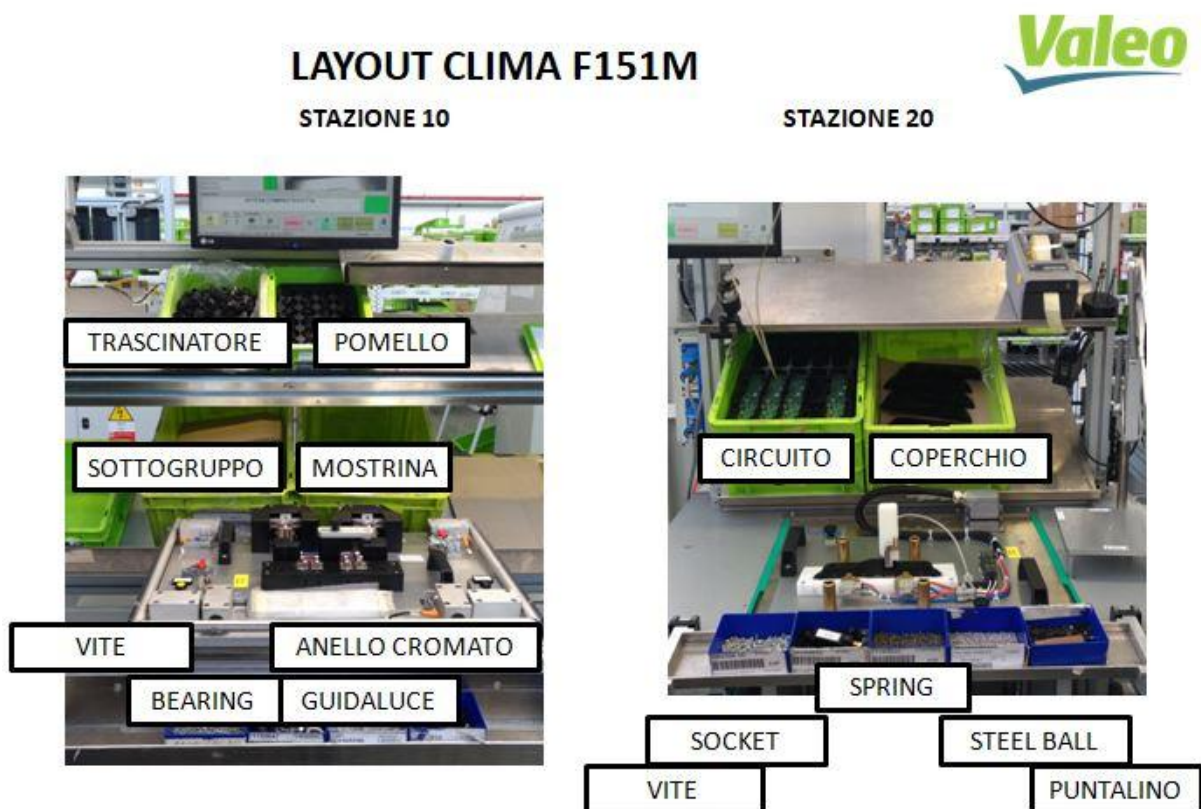 Valeo
LAYOUT CLIMA F151M
STAZIONE 10
STAZIONE 20
TRASCINATORE
POMELLO
SOTTOGRUPPO
MOSTRINA
VITE
ANELLO CROMATO
BEARING
GUIDALUCE
CIRCUITO
COPERCHIO
SPRING
SOCKET
STEEL BALL
VITE
PUNTALINO